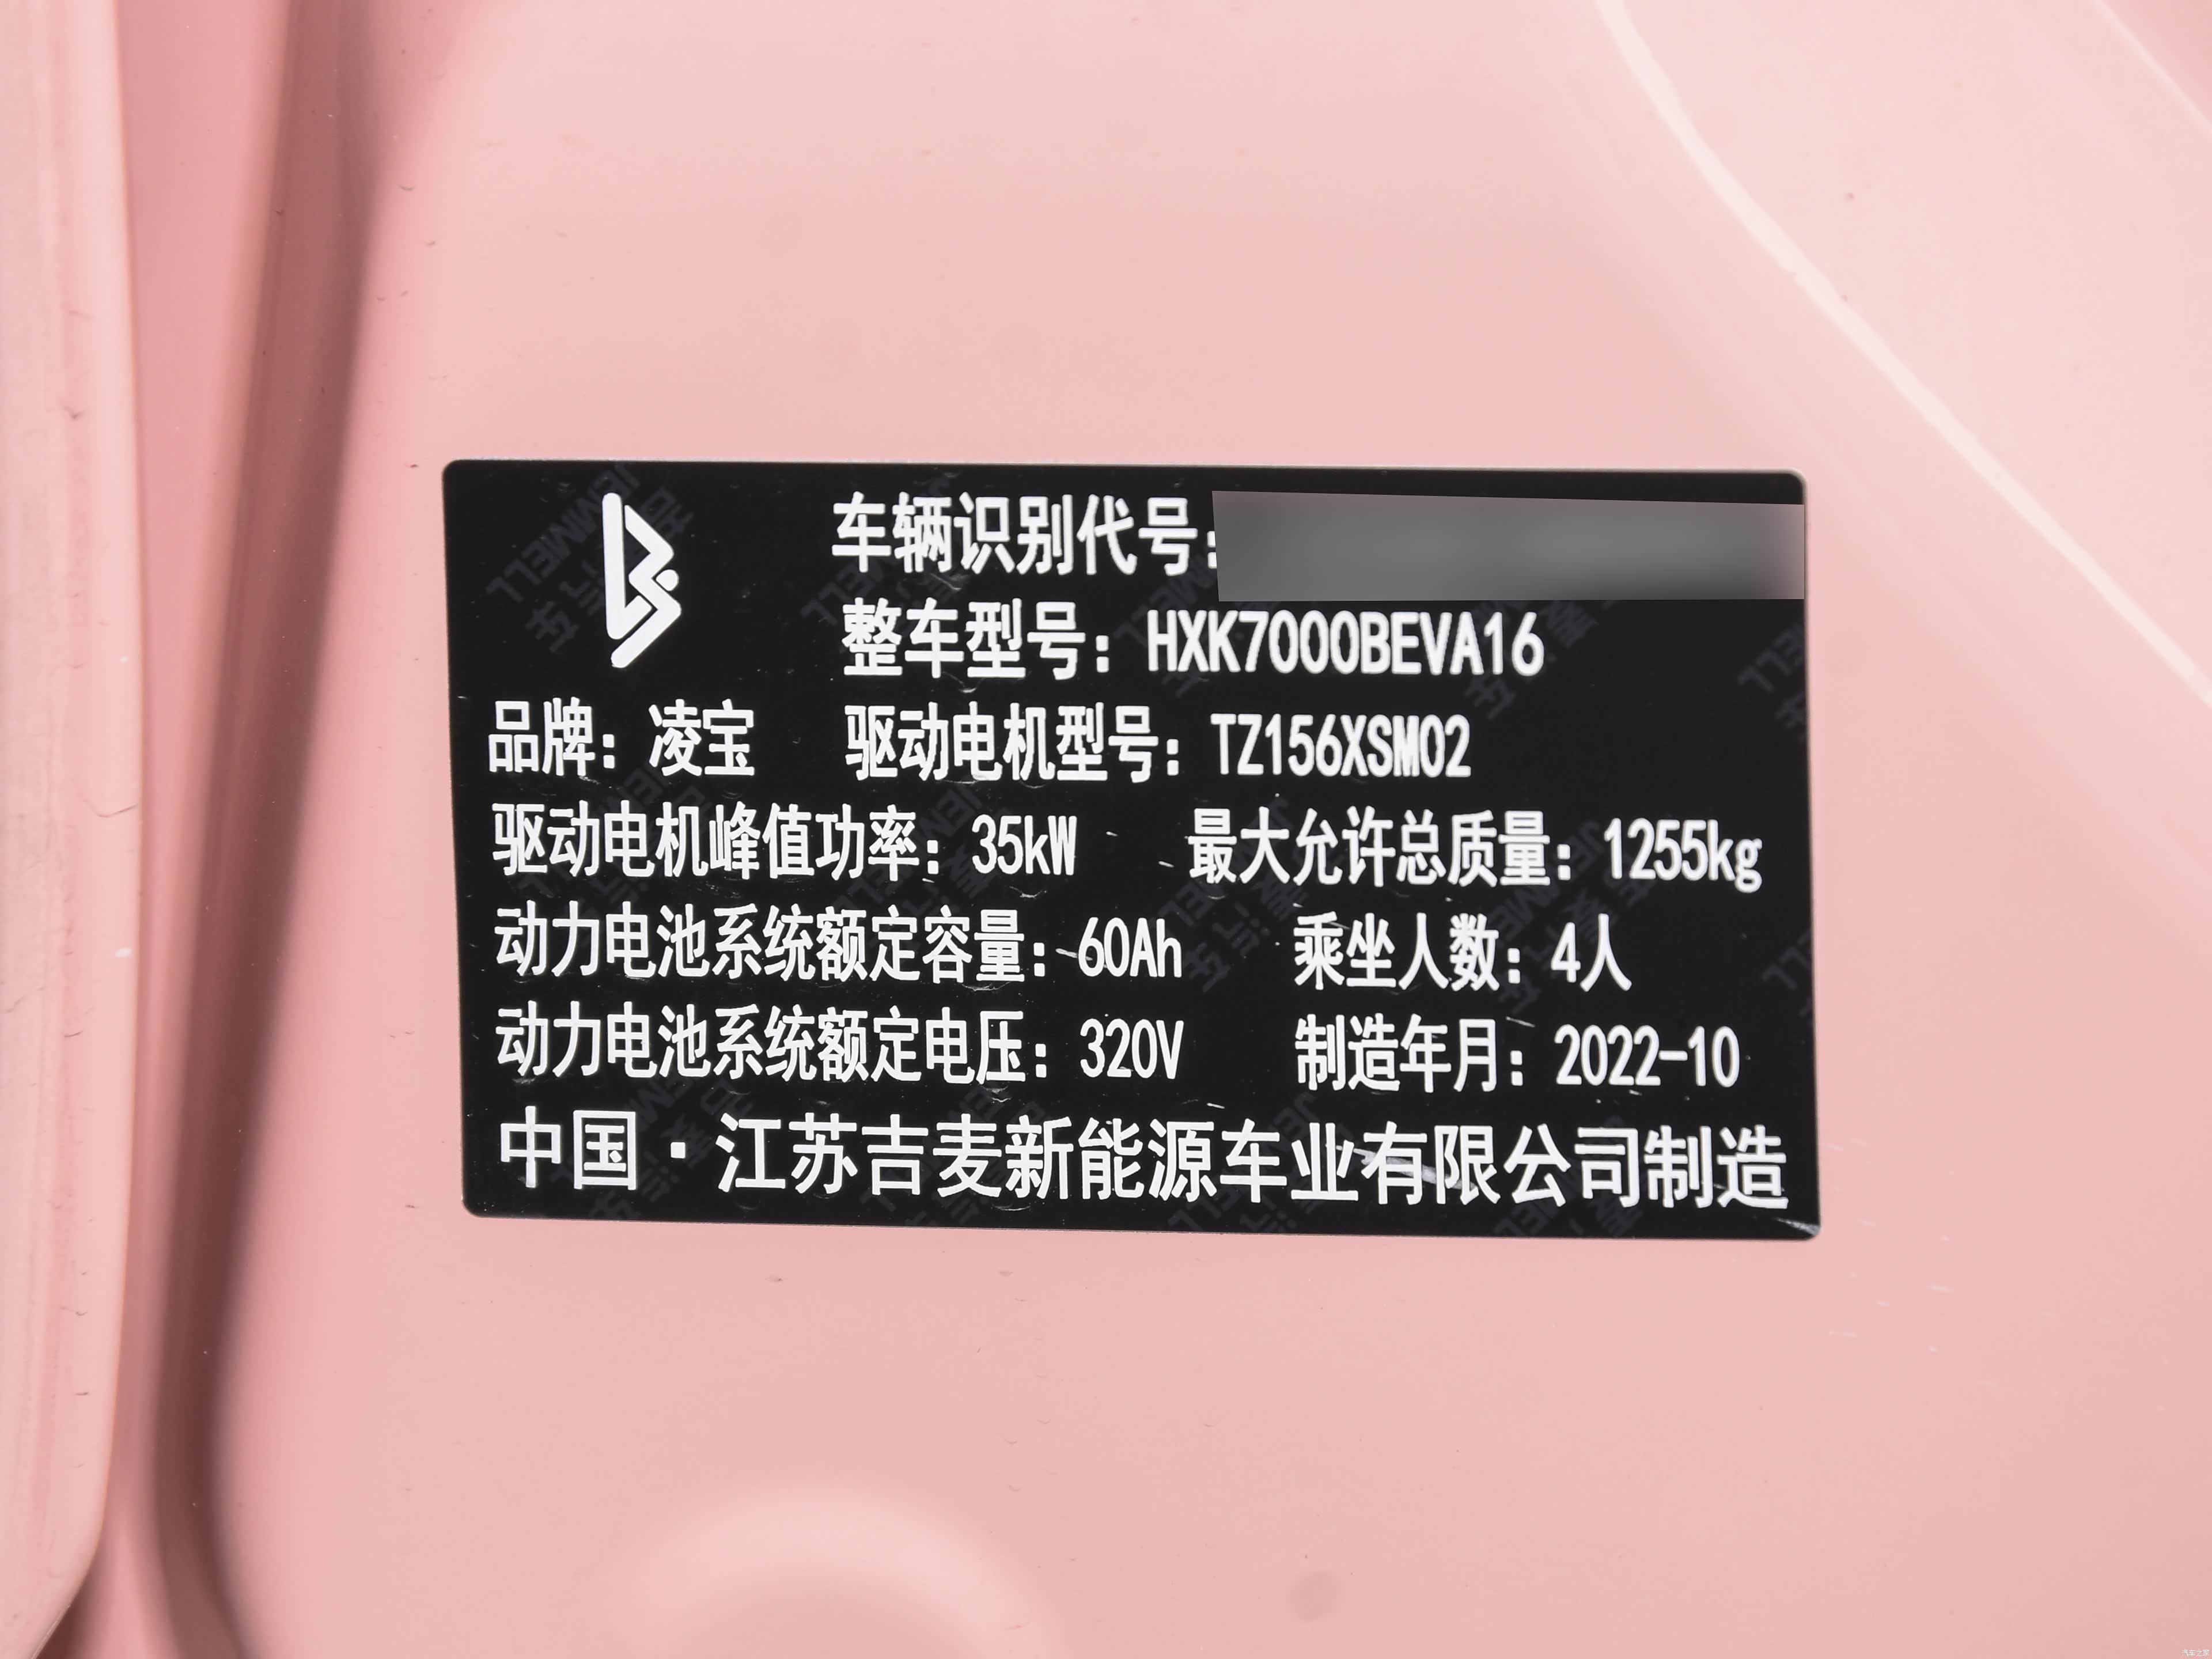 车辆识别代号:
整车型号: HXK7000BEVA16
品牌: 凌宝 驱动电机型号: TZ156XSM02
驱动电机峰值功率: 35kW 最大允许总质量: 1255kg
动力电池系统额定容量: 60Ah 乘坐人数: 4人
动力电池系统额定电压: 320V 制造年月: 2022-10
中国·江苏吉麦新能源车业有限公司制造
汽车之家